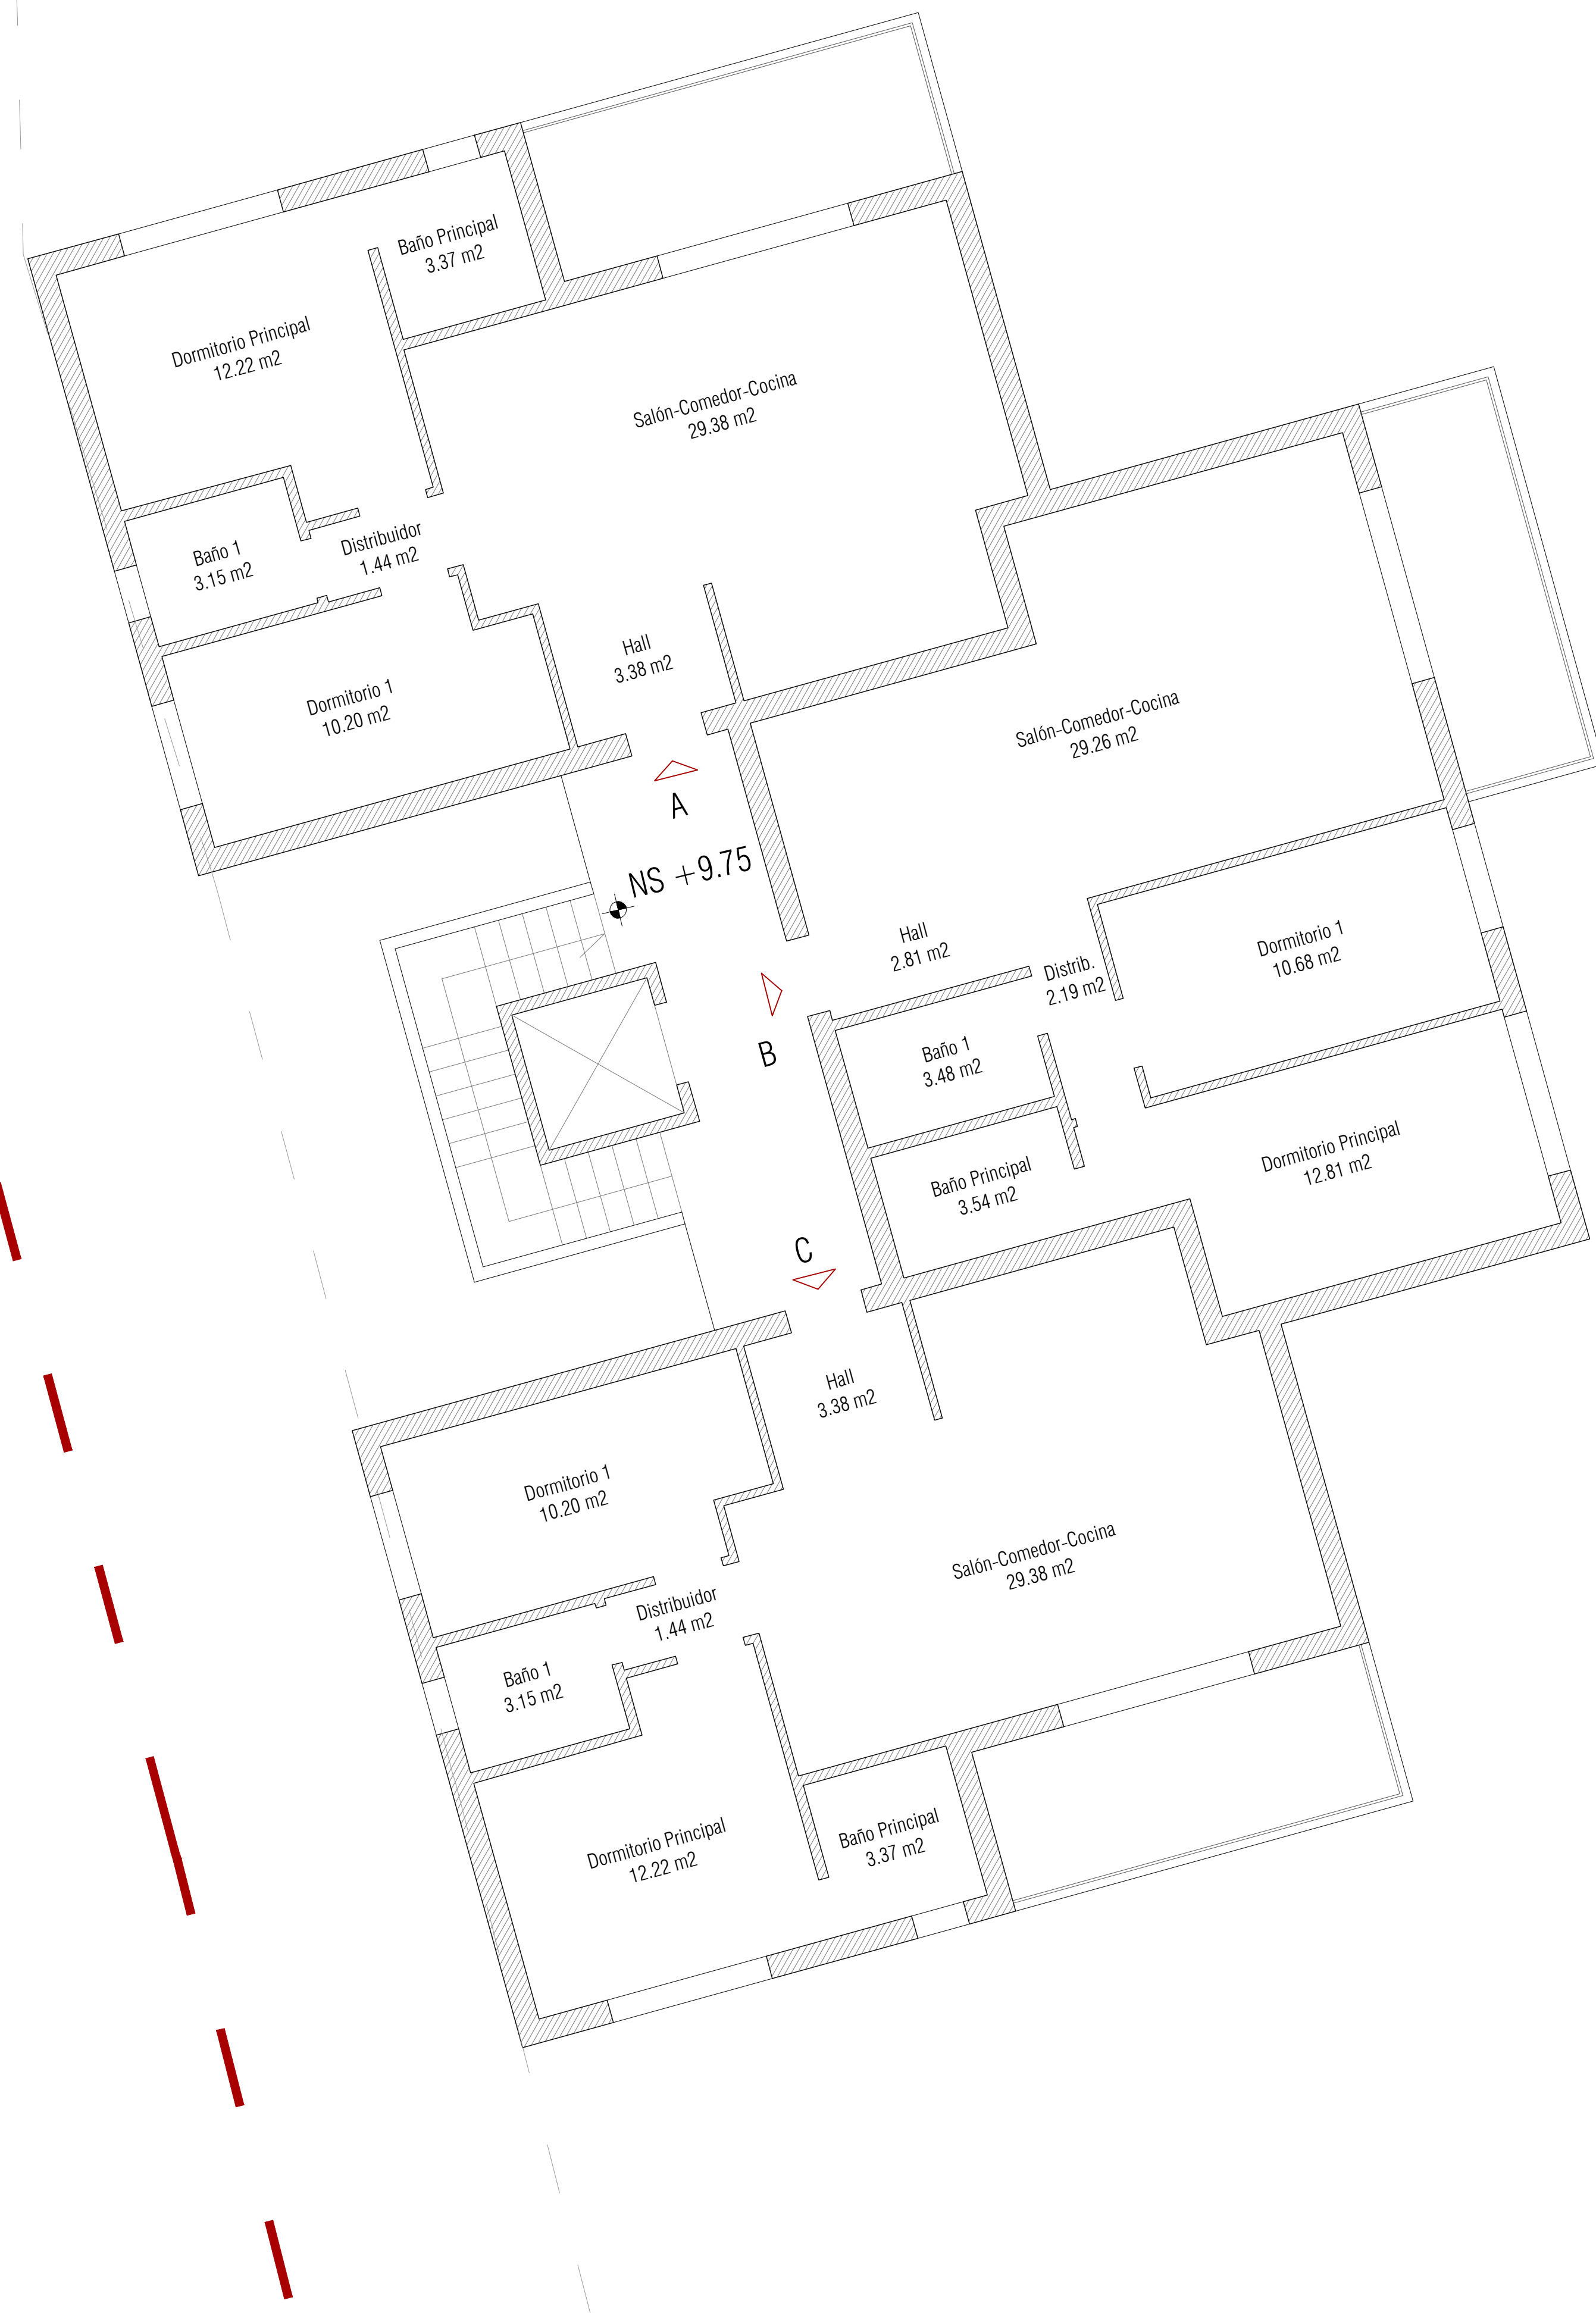 Baño Principal
3.37 m2
Dormitorio Principal
12.22 m2
Salón-Comedor-Cocina
29.38 m2
Baño 1
3.15 m2
Distribuidor
1.44 m2
Hall
3.38 m2
Dormitorio 1
10.20 m2
A
NS +9.75
Salón-Comedor-Cocina
29.26 m2
Hall
2.81 m2
Distrib.
2.19 m2
Dormitorio 1
10.68 m2
B
Baño 1
3.48 m2
Baño Principal
3.54 m2
Dormitorio Principal
12.81 m2
C
Hall
3.38 m2
Dormitorio 1
10.20 m2
Salón-Comedor-Cocina
29.38 m2
Distribuidor
1.44 m2
Baño 1
3.15 m2
Dormitorio Principal
12.22 m2
Baño Principal
3.37 m2